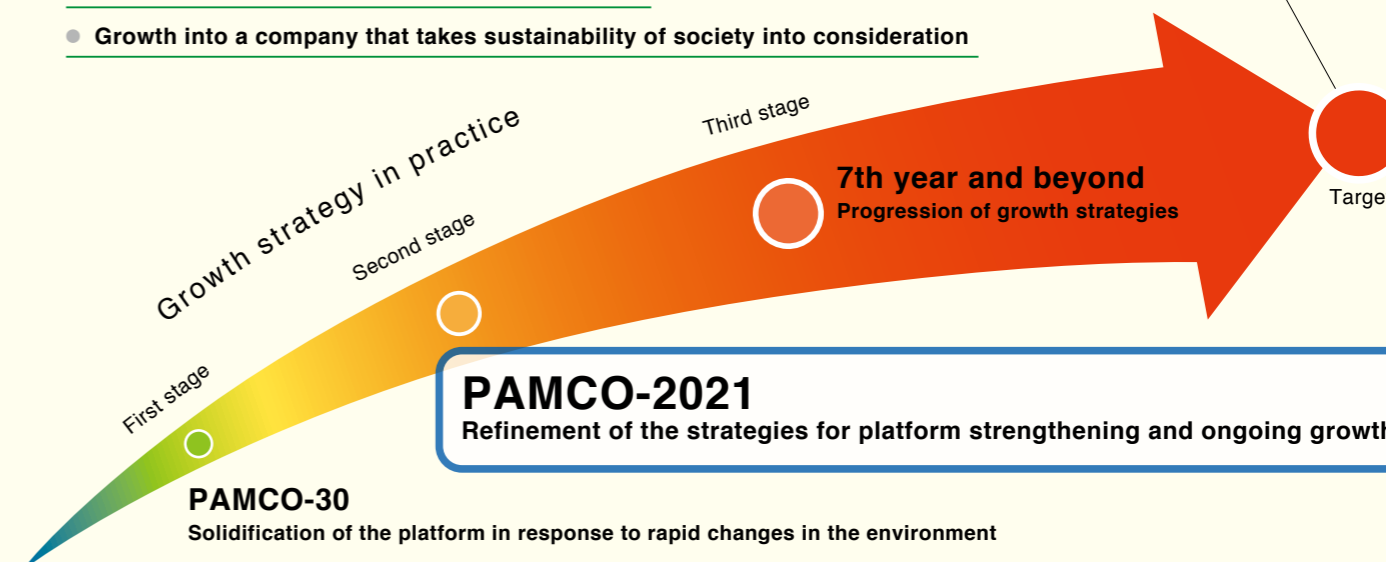 Growth into a company that takes sustainability of society into consideration
Growth strategy in practice
Third stage
7th year and beyond
Progression of growth strategies
Targe
Second stage
PAMCO-2021
Refinement of the strategies for platform strengthening and ongoing growth
First stage
PAMCO-30
Solidification of the platform in response to rapid changes in the environment